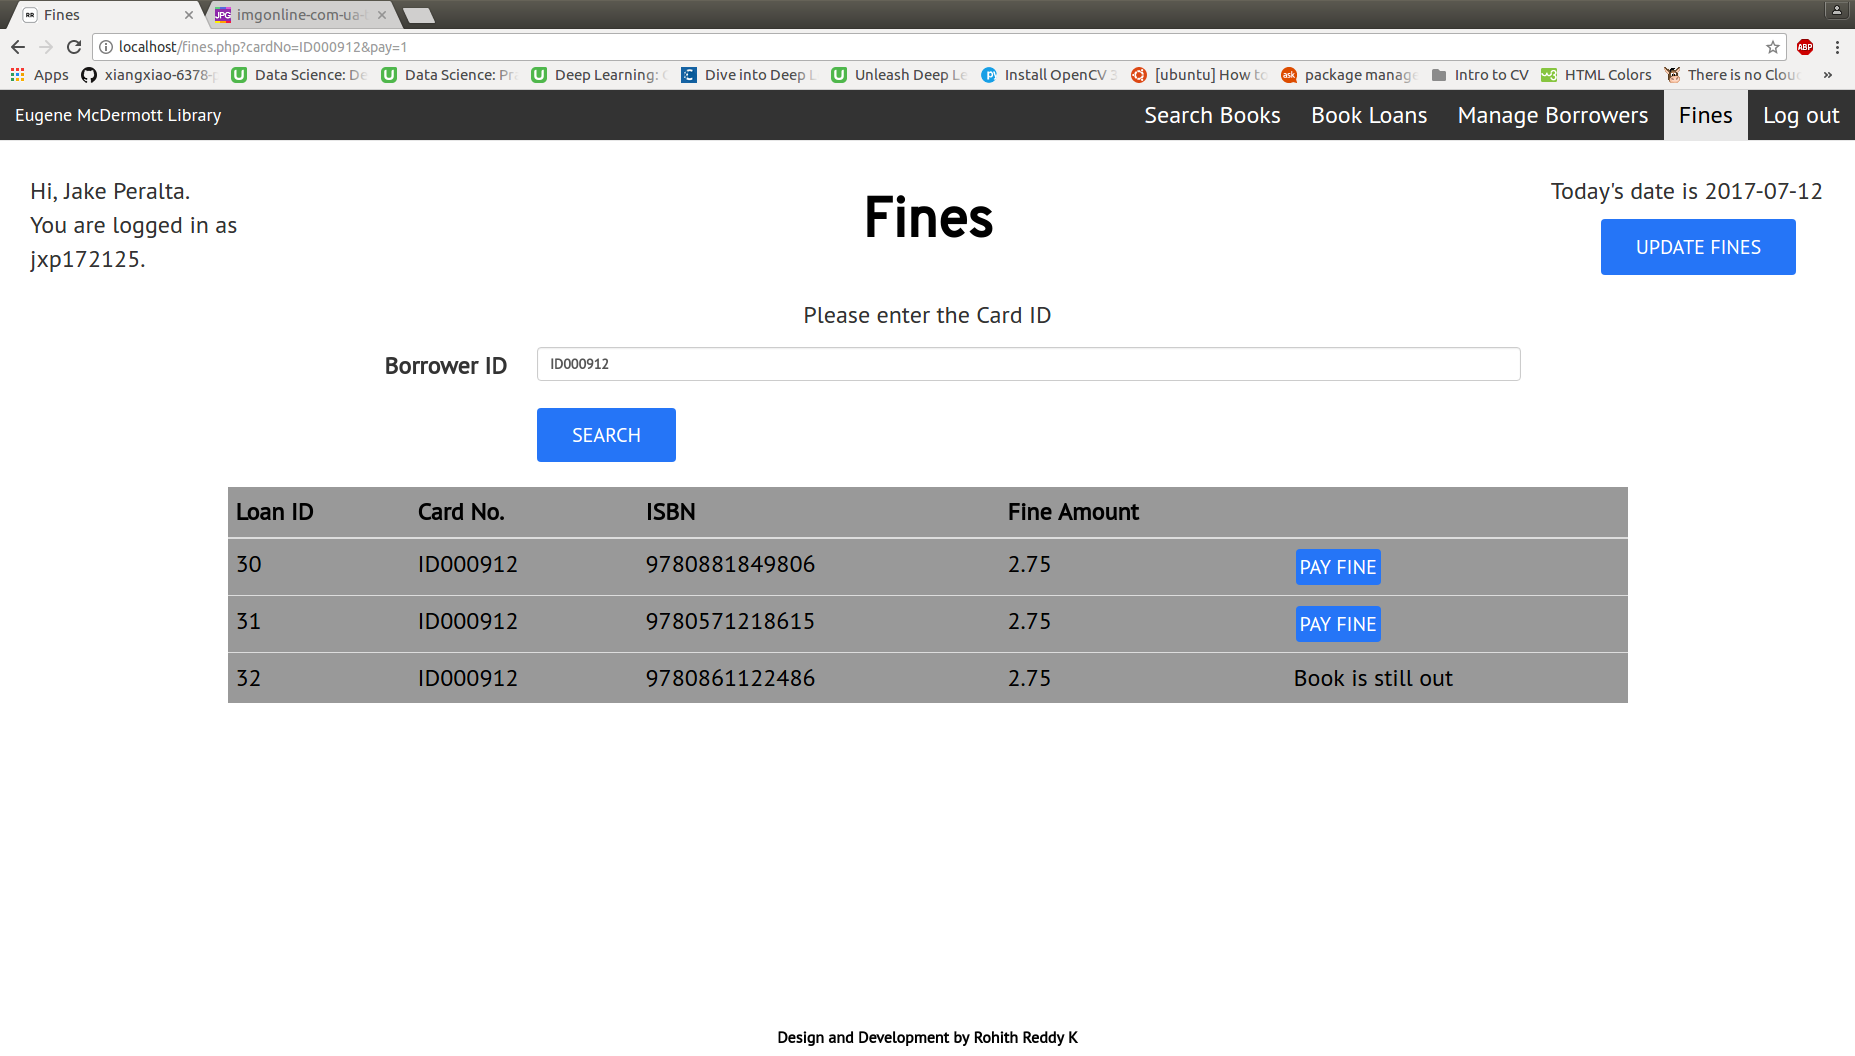 Fines
imgonline-com-ua-
localhost/fines.php?cardNo=ID000912&pay=1
Apps xiangxiao-6378- Data Science: De Data Science: Pr Deep Learning: Dive into Deep L Unleash Deep Le Install OpenCV 3 [ubuntu] How to package manage Intro to CV HTML Colors There is no Clou »
Eugene McDermott Library Search Books Book Loans Manage Borrowers Fines Log out
Hi, Jake Peralta.
You are logged in as
jxp172125.
Fines
Today's date is 2017-07-12
UPDATE FINES
Please enter the Card ID
Borrower ID ID000912
SEARCH
Loan ID Card No. ISBN Fine Amount
30 ID000912 9780881849806 2.75 PAY FINE
31 ID000912 9780571218615 2.75 PAY FINE
32 ID000912 9780861122486 2.75 Book is still out
Design and Development by Rohith Reddy K